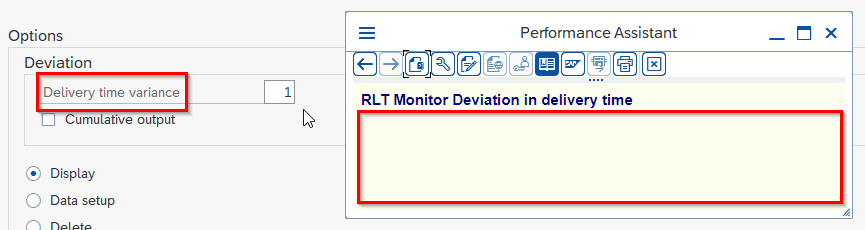 Options
Deviation
Delivery time variance 1
Cumulative output
Display
Data setup
Delete
Performance Assistant
RLT Monitor Deviation in delivery time